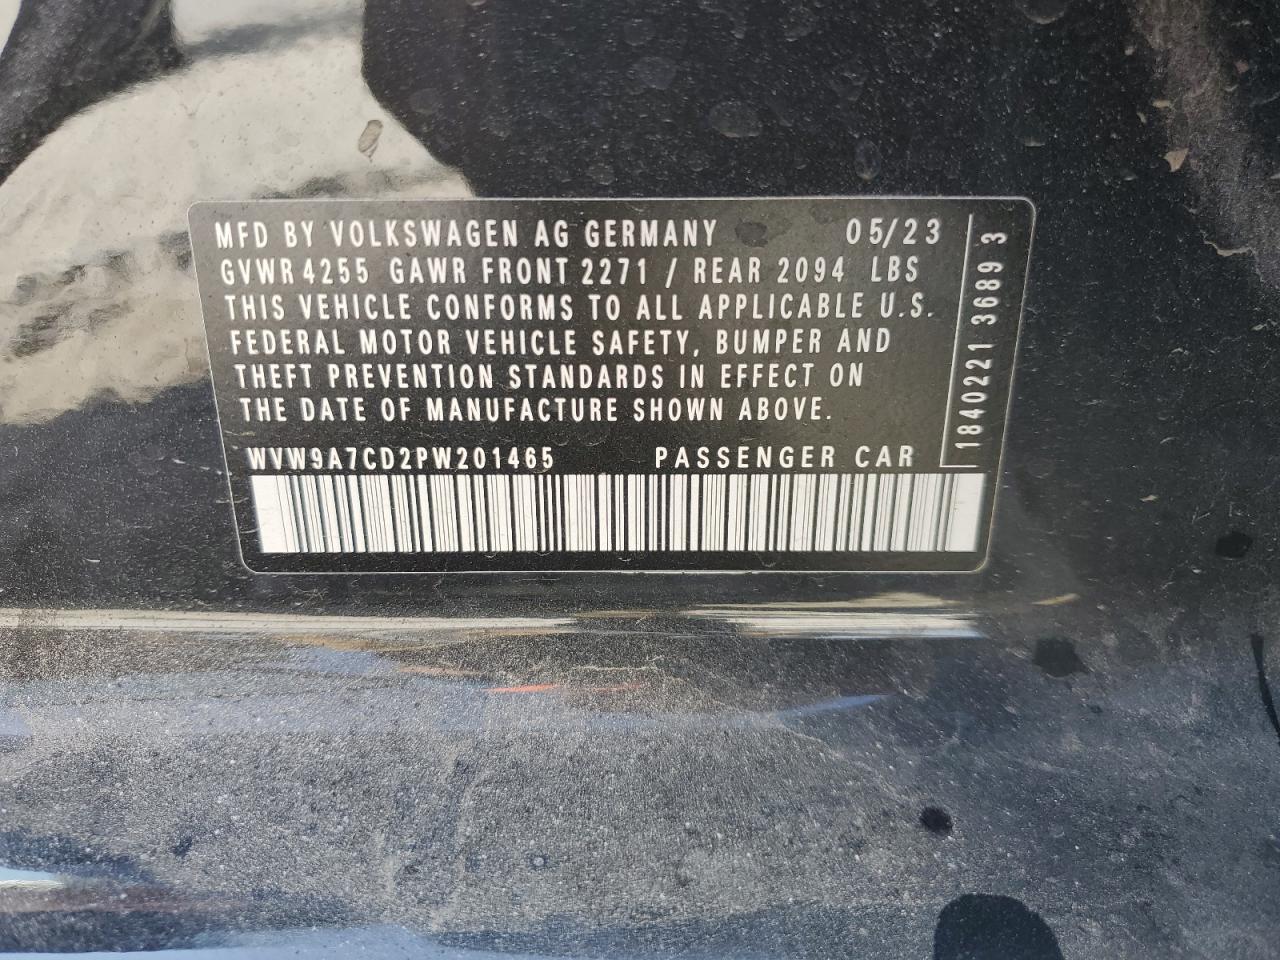 MFD BY VOLKSWAGEN AG GERMANY 05/23
GVWR 4255 GAWR FRONT 2271 / REAR 2094 LBS
THIS VEHICLE CONFORMS TO ALL APPLICABLE U.S.
FEDERAL MOTOR VEHICLE SAFETY, BUMPER AND
THEFT PREVENTION STANDARDS IN EFFECT ON
THE DATE OF MANUFACTURE SHOWN ABOVE.
WVW9A7CD2PW201465 PASSENGER CAR
1840221 3689 3